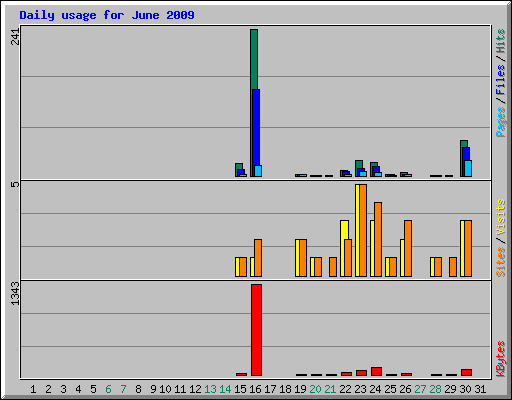 Daily usage for June 2009
241
5
1343
Pages / Files / Hits
Sites / Visits
KBytes
1 2 3 4 5 6 7 8 9 10 11 12 13 14 15 16 17 18 19 20 21 22 23 24 25 26 27 28 29 30 31